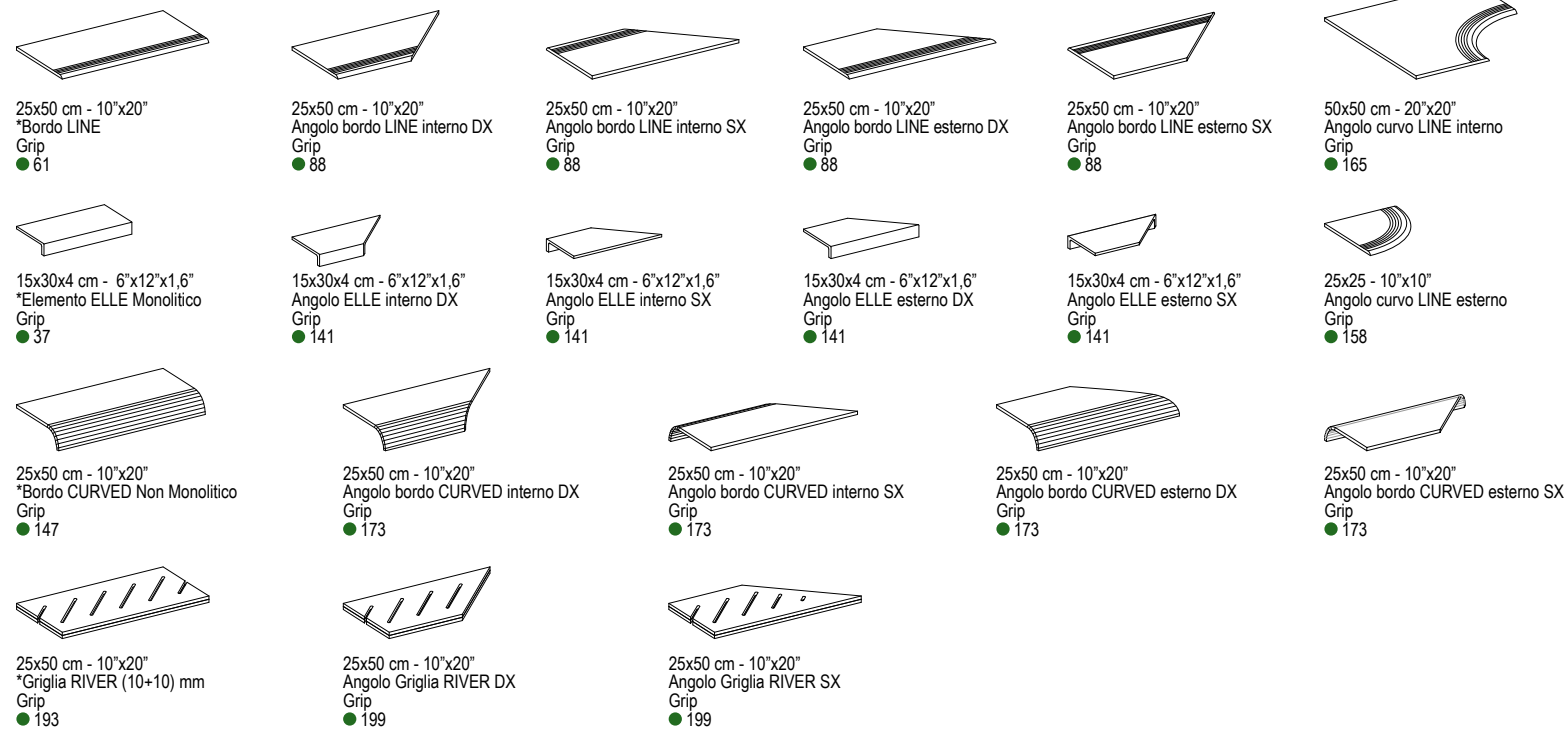 25x50 cm - 10”x20”
*Bordo LINE
Grip
61
25x50 cm - 10”x20”
Angolo bordo LINE interno DX
Grip
88
25x50 cm - 10”x20”
Angolo bordo LINE interno SX
Grip
88
25x50 cm - 10”x20”
Angolo bordo LINE esterno DX
Grip
88
25x50 cm - 10”x20”
Angolo bordo LINE esterno SX
Grip
88
50x50 cm - 20”x20”
Angolo curvo LINE interno
Grip
165
15x30x4 cm - 6”x12”x1,6”
*Elemento ELLE Monolitico
Grip
37
15x30x4 cm - 6”x12”x1,6”
Angolo ELLE interno DX
Grip
141
15x30x4 cm - 6”x12”x1,6”
Angolo ELLE interno SX
Grip
141
15x30x4 cm - 6”x12”x1,6”
Angolo ELLE esterno DX
Grip
141
15x30x4 cm - 6”x12”x1,6”
Angolo ELLE esterno SX
Grip
141
25x25 - 10”x10”
Angolo curvo LINE esterno
Grip
158
25x50 cm - 10”x20”
*Bordo CURVED Non Monolitico
Grip
147
25x50 cm - 10”x20”
Angolo bordo CURVED interno DX
Grip
173
25x50 cm - 10”x20”
Angolo bordo CURVED interno SX
Grip
173
25x50 cm - 10”x20”
Angolo bordo CURVED esterno DX
Grip
173
25x50 cm - 10”x20”
Angolo bordo CURVED esterno SX
Grip
173
25x50 cm - 10”x20”
*Griglia RIVER (10+10) mm
Grip
193
25x50 cm - 10”x20”
Angolo Griglia RIVER DX
Grip
199
25x50 cm - 10”x20”
Angolo Griglia RIVER SX
Grip
199